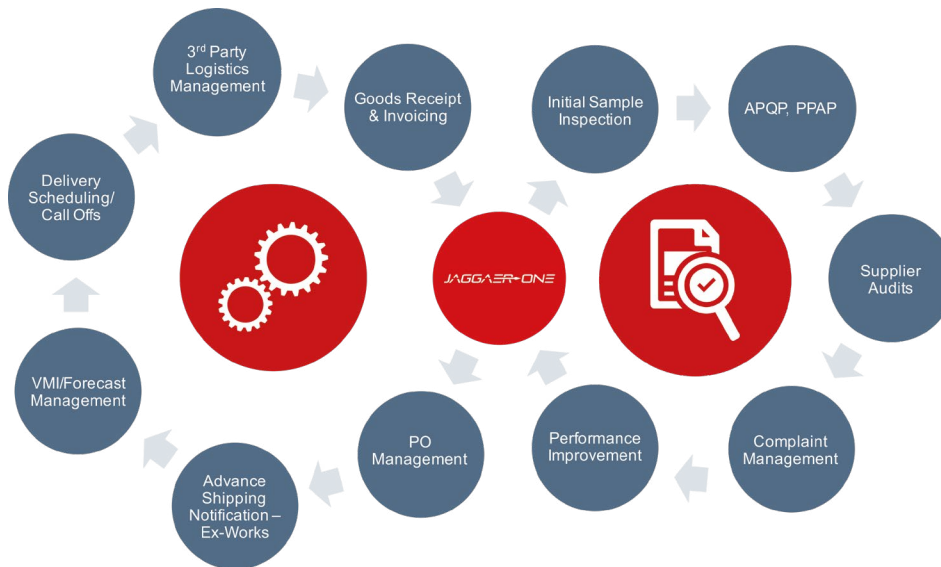 3rd Party
Logistics
Management
Goods Receipt
& Invoicing
Initial Sample
Inspection
APQP, PPAP
Delivery
Scheduling/
Call Offs
JAGGAER+ONE
Supplier
Audits
VMI/Forecast
Management
PO
Management
Performance
Improvement
Complaint
Management
Advance
Shipping
Notification –
Ex-Works